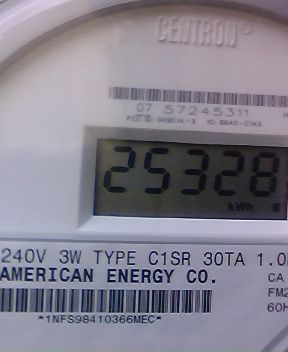 CENTRON®
07 57245311
25328
kWh
240V 3W TYPE C1SR 30TA 1.0
AMERICAN ENERGY CO.
CA
FM2
60H
*1NFS98410366MEC*